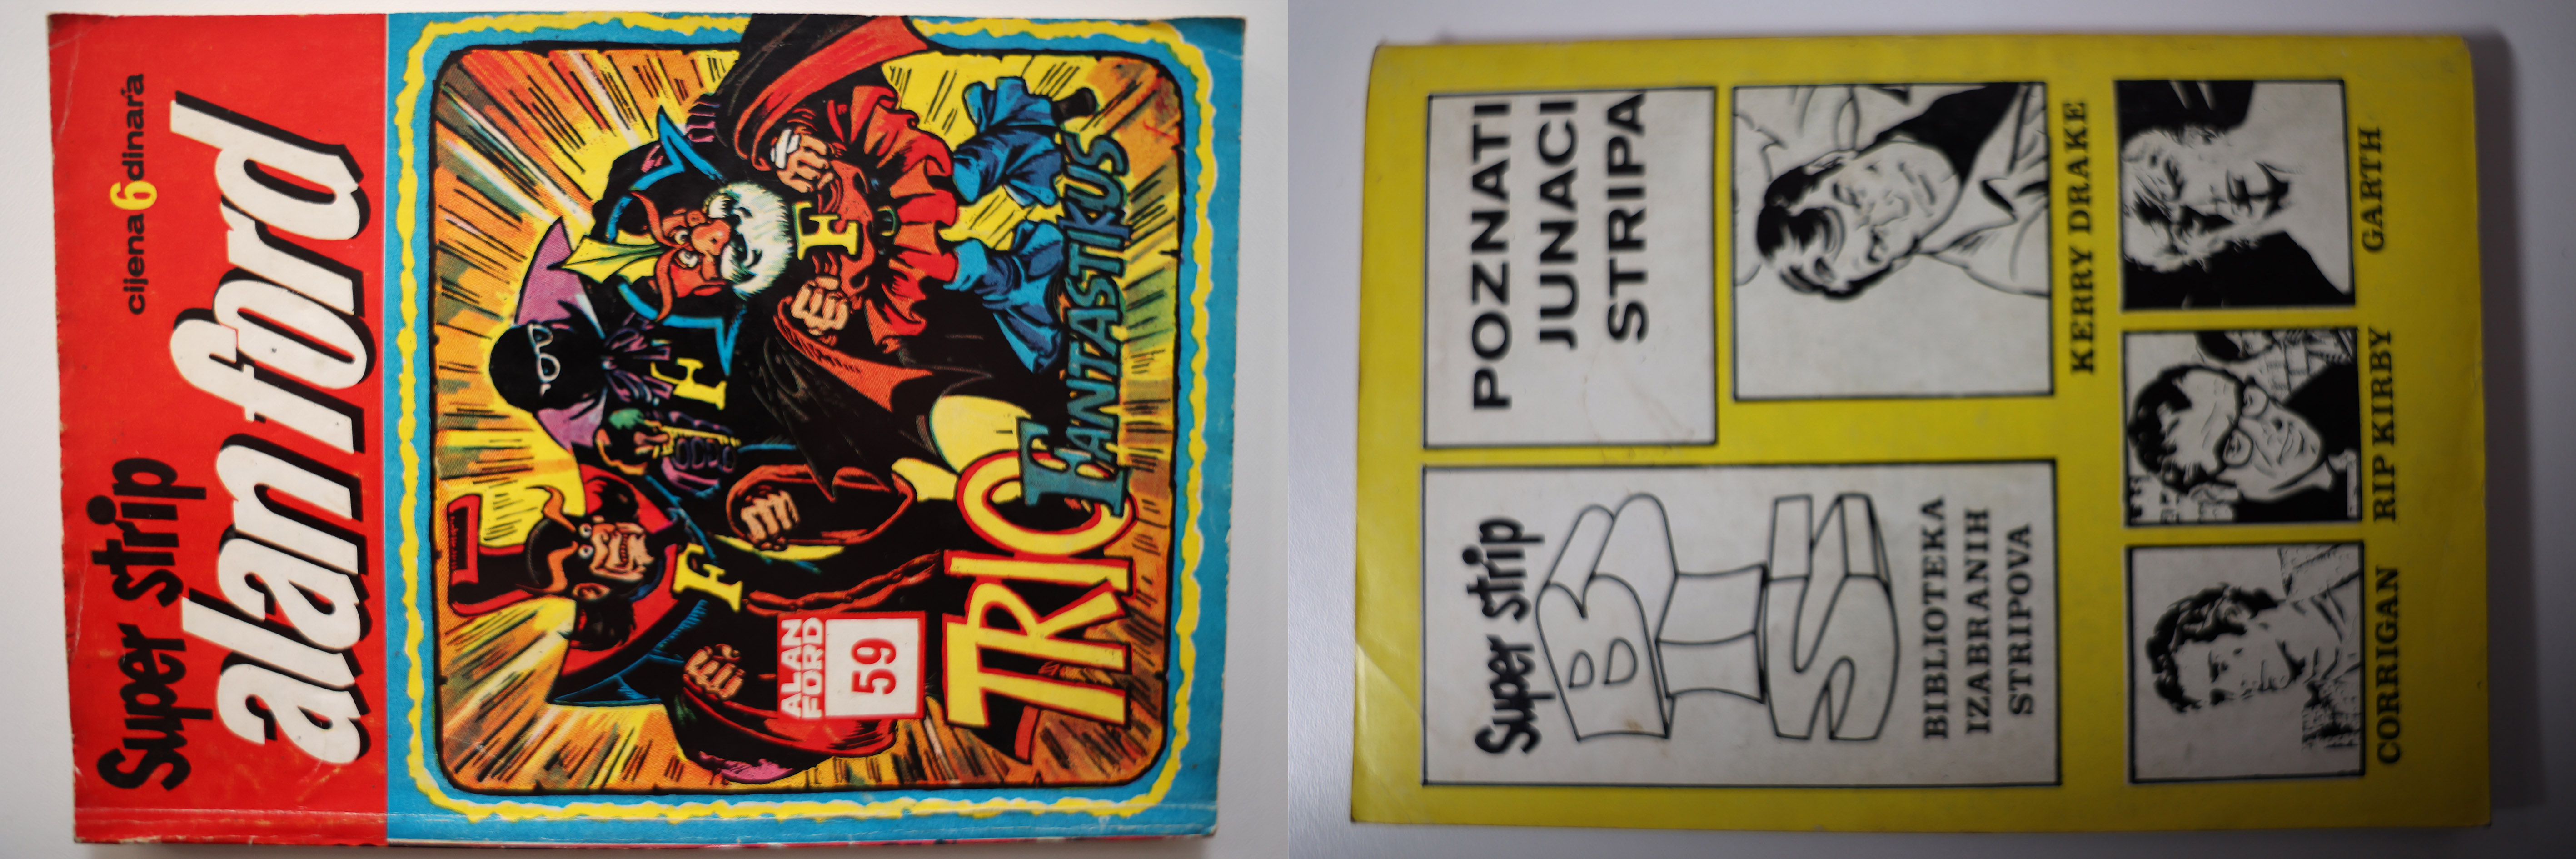 Super strip
cijena 6 dinara
alan ford
F
F
F
ALAN
FORD
59
TRIO
FANTASTIKUS
Super strip
BIS
BIBLIOTEKA
IZABRANIH
STRIPOVA
POZNATI
JUNACI
STRIPA
KERRY DRAKE
CORRIGAN
RIP KIRBY
GARTH